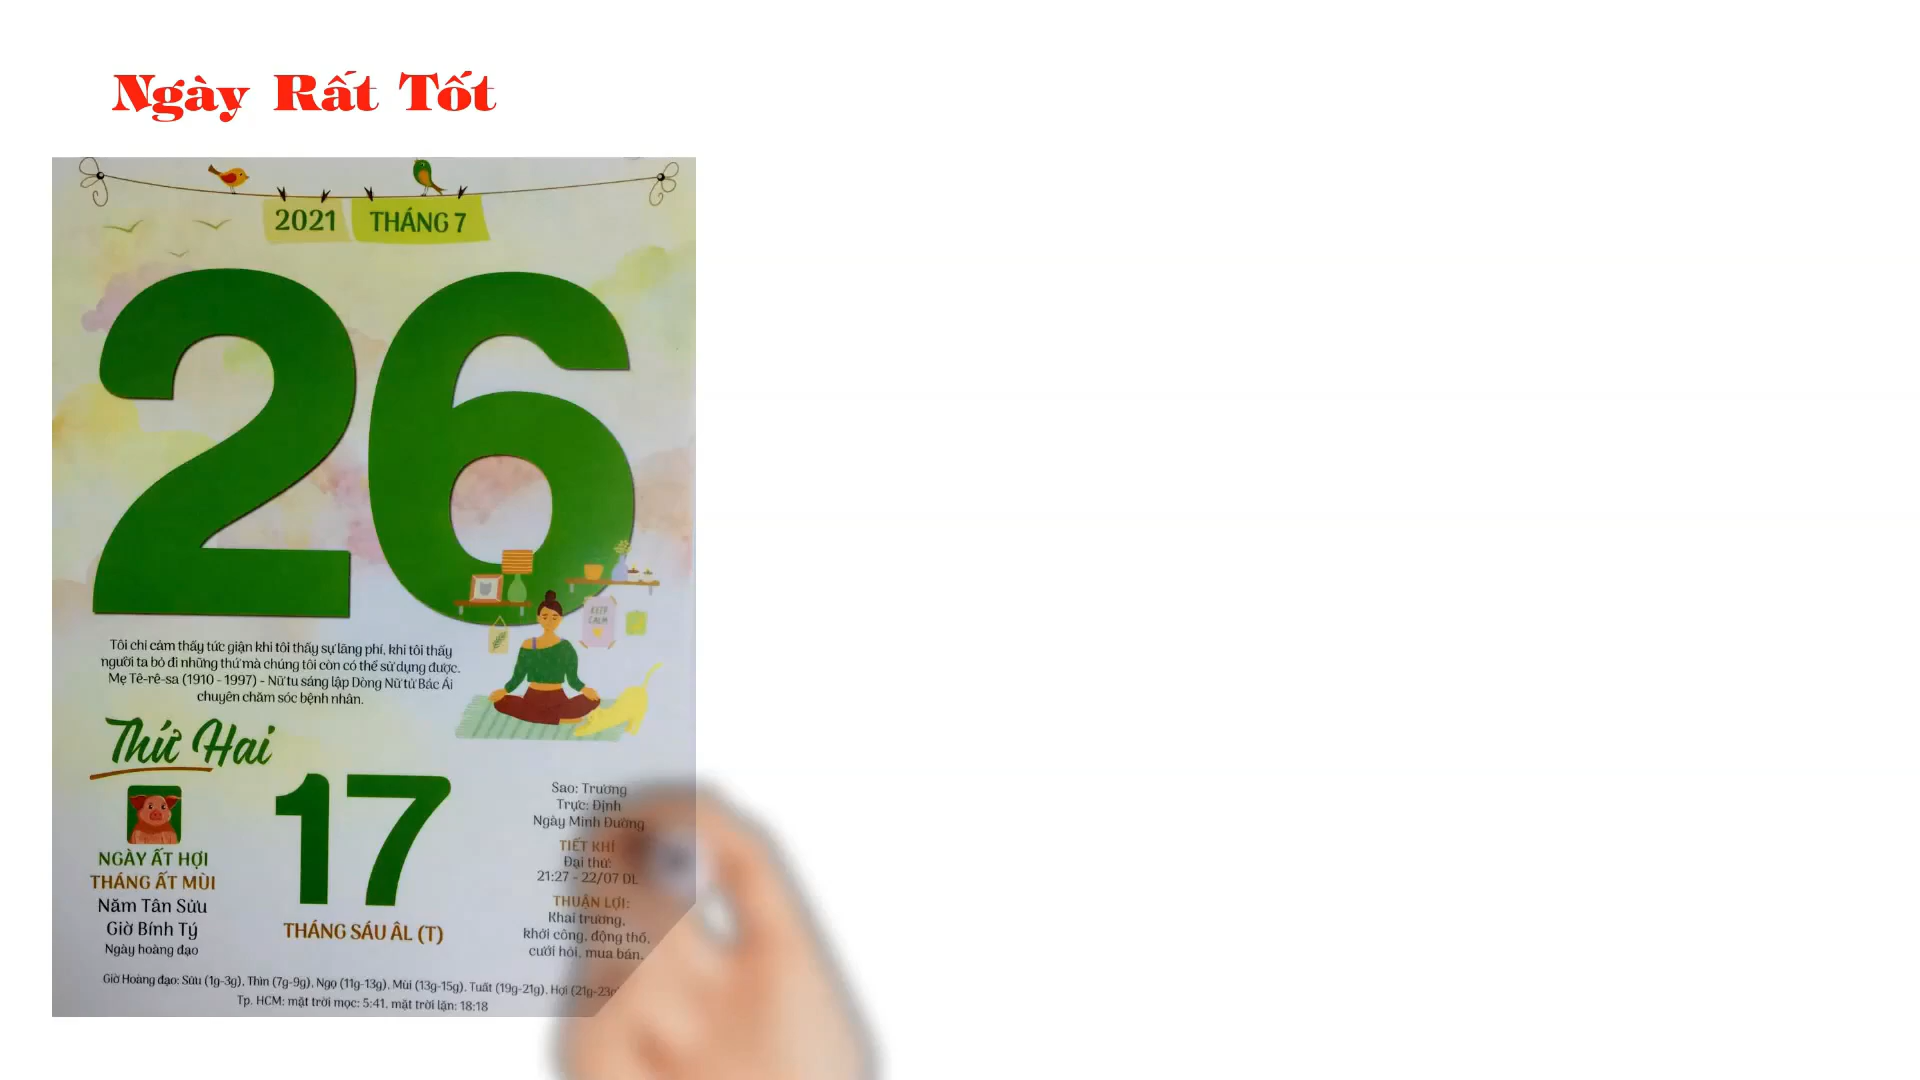 Ngày Rất Tốt
2021 THÁNG 7
26
KEEP
CALM
Tôi chỉ cảm thấy tức giận khi tôi thấy sự lãng phí, khi tôi thấy
người ta bỏ đi những thứ mà chúng tôi còn có thể sử dụng được.
Mẹ Tê-rê-sa (1910 - 1997) - Nữ tu sáng lập Dòng Nữ tử Bác Ái
chuyên chăm sóc bệnh nhân.
Thứ Hai
17
THÁNG SÁU ÂL (T)
NGÀY ẤT HỢI
THÁNG ẤT MÙI
Năm Tân Sửu
Giờ Bính Tý
Ngày hoàng đạo
Sao: Trương
Trực: Định
Ngày Minh Đường
TIẾT KHÍ
Đại thử:
21:27 - 22/07 DL
THUẬN LỢI:
Khai trương,
khởi công, động thổ,
cưới hỏi, mua bán.
Giờ Hoàng đạo: Sửu (1g-3g), Thìn (7g-9g), Ngọ (11g-13g), Mùi (13g-15g), Tuất (19g-21g), Hợi (21g-23g
Tp. HCM: mặt trời mọc: 5:41, mặt trời lặn: 18:18